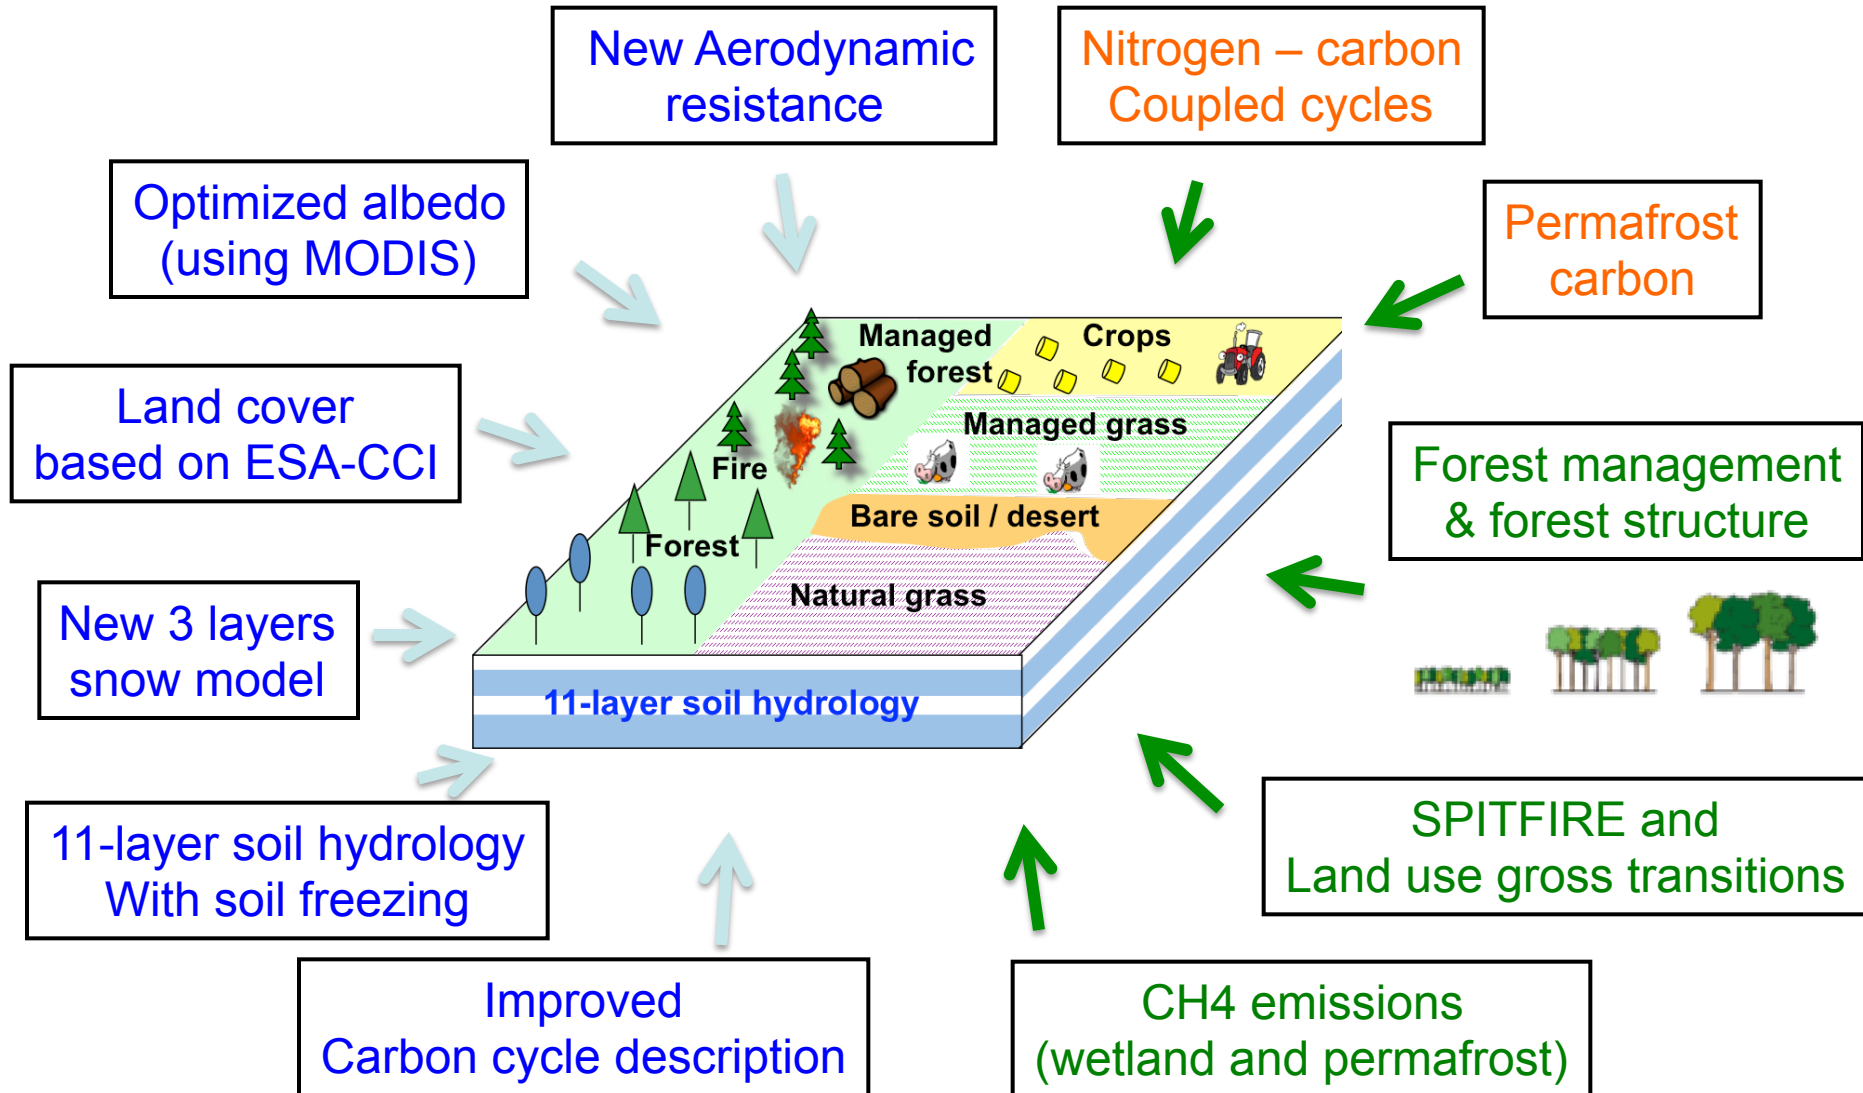 New Aerodynamic
resistance
Nitrogen – carbon
Coupled cycles
Optimized albedo
(using MODIS)
Permafrost
carbon
Land cover
based on ESA-CCI
Managed
forest
Crops
Managed grass
Fire
Bare soil / desert
Forest
Natural grass
11-layer soil hydrology
Forest management
& forest structure
New 3 layers
snow model
11-layer soil hydrology
With soil freezing
SPITFIRE and
Land use gross transitions
Improved
Carbon cycle description
CH4 emissions
(wetland and permafrost)